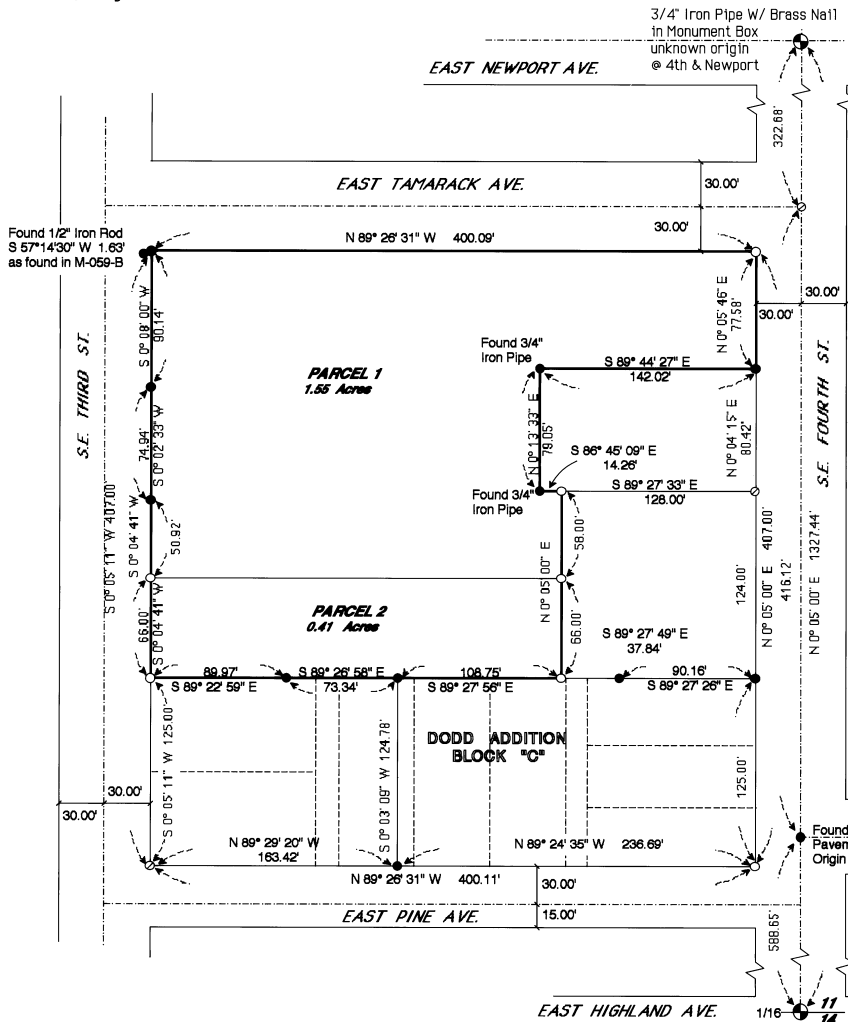 3/4" Iron Pipe W/ Brass Nail
in Monument Box
unknown origin
@ 4th & Newport
EAST NEWPORT AVE.
322.68'
EAST TAMARACK AVE.
30.00'
30.00'
Found 1/2" Iron Rod
S 57°14'30" W 1.63'
as found in M-059-B
N 89° 26' 31" W 400.09'
30.00'
30.00'
S 0° 08' 00" W
90.14'
N 0° 05' 46" E
77.58'
S.E. THIRD ST.
S.E. FOURTH ST.
PARCEL 1
1.55 Acres
Found 3/4"
Iron Pipe
S 89° 44' 27" E
142.02'
74.94'
S 0° 02' 33" W
N 0° 13' 33" E
79.05'
N 0° 04' 15" E
80.42'
S 86° 45' 09" E
14.26'
S 89° 27' 33" E
128.00'
Found 3/4"
Iron Pipe
S 0° 05' 11" W 407.00'
S 0° 04' 41" W
50.92'
58.00'
N 0° 05' 00" E
124.00'
N 0° 05' 00" E 407.00'
416.12'
N 0° 05' 00" E 1327.44'
PARCEL 2
0.41 Acres
66.00'
S 0° 04' 41" W
66.00'
S 89° 27' 49" E
37.84'
89.97'
S 89° 26' 58" E
108.75'
90.16'
S 89° 22' 59" E
73.34'
S 89° 27' 56" E
S 89° 27' 26" E
DODD ADDITION
BLOCK "C"
S 0° 05' 11" W 125.00'
S 0° 03' 09" W 124.78'
125.00'
30.00'
30.00'
Found
Pavem
Origin
N 89° 29' 20" W
163.42'
N 89° 24' 35" W 236.69'
N 89° 26' 31" W 400.11'
30.00'
EAST PINE AVE.
15.00'
588.65'
EAST HIGHLAND AVE.
1/16
11
14